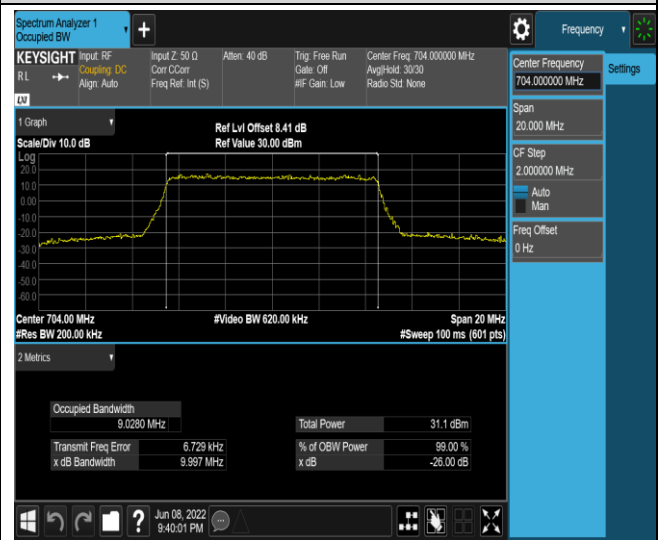 Spectrum Analyzer 1
Occupied BW
Frequency
KEYSIGHT
R L
LXI
Input: RF
Coupling: DC
Align: Auto
Input Z: 50 Ω
Corr CCorr
Freq Ref: Int (S)
Atten: 40 dB
Trig: Free Run
Gate: Off
#IF Gain: Low
Center Freq: 704.000000 MHz
Avg|Hold: 30/30
Radio Std: None
Center Frequency
704.000000 MHz
Settings
Span
20.000 MHz
CF Step
2.000000 MHz
Auto
Man
Freq Offset
0 Hz
1 Graph
Scale/Div 10.0 dB
Ref Lvl Offset 8.41 dB
Ref Value 30.00 dBm
Log
20.0
10.0
0.00
-10.0
-20.0
-30.0
-40.0
-50.0
-60.0
Center 704.00 MHz
#Video BW 620.00 kHz
Span 20 MHz
#Res BW 200.00 kHz
#Sweep 100 ms (601 pts)
2 Metrics
Occupied Bandwidth
9.0280 MHz
Total Power 31.1 dBm
Transmit Freq Error 6.729 kHz
% of OBW Power 99.00 %
x dB Bandwidth 9.997 MHz
x dB -26.00 dB
?
Jun 08, 2022
9:40:01 PM